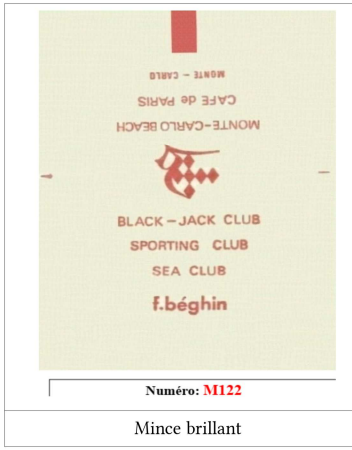 MONTE - CARLO
CAFE de PARIS
MONTE-CARLO BEACH
BLACK-JACK CLUB
SPORTING CLUB
SEA CLUB
f.béghin
Numéro: M122
Mince brillant